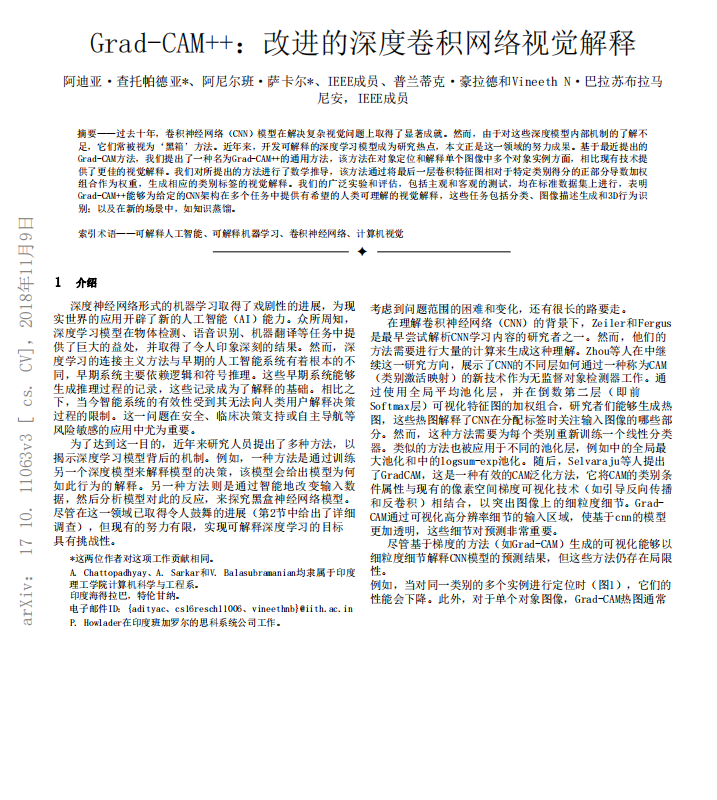 Grad-CAM++：改进的深度卷积网络视觉解释
阿迪亚·查托帕德亚*、阿尼尔班·萨卡尔*、IEEE成员、普兰蒂克·豪拉德和Vineeth N·巴拉苏布拉马
尼安，IEEE成员
摘要——过去十年，卷积神经网络（CNN）模型在解决复杂视觉问题上取得了显著成就。然而，由于对这些深度模型内部机制的了解不
足，它们常被视为‘黑箱’方法。近年来，开发可解释的深度学习模型成为研究热点，本文正是这一领域的努力成果。基于最近提出的
Grad-CAM方法，我们提出了一种名为Grad-CAM++的通用方法，该方法在对象定位和解释单个图像中多个对象实例方面，相比现有技术提
供了更佳的视觉解释。我们对所提出的方法进行了数学推导，该方法通过将最后一层卷积特征图相对于特定类别得分的正部分导数加权
组合作为权重，生成相应的类别标签的视觉解释。我们的广泛实验和评估，包括主观和客观的测试，均在标准数据集上进行，表明
Grad-CAM++能够为给定的CNN架构在多个任务中提供有希望的人类可理解的视觉解释，这些任务包括分类、图像描述生成和3D行为识
别；以及在新的场景中，如知识蒸馏。
索引术语——可解释人工智能、可解释机器学习、卷积神经网络、计算机视觉
1 介绍
深度神经网络形式的机器学习取得了戏剧性的进展，为现
实世界的应用开辟了新的人工智能（AI）能力。众所周知，
深度学习模型在物体检测、语音识别、机器翻译等任务中提
供了巨大的益处，并取得了令人印象深刻的结果。然而，深
度学习的连接主义方法与早期的人工智能系统有着根本的不
同，早期系统主要依赖逻辑和符号推理。这些早期系统能够
生成推理过程的记录，这些记录成为了解释的基础。相比之
下，当今智能系统的有效性受到其无法向人类用户解释决策
过程的限制。这一问题在安全、临床决策支持或自主导航等
风险敏感的应用中尤为重要。
为了达到这一目的，近年来研究人员提出了多种方法，以
揭示深度学习模型背后的机制。例如，一种方法是通过训练
另一个深度模型来解释模型的决策，该模型会给出模型为何
如此行为的解释。另一种方法则是通过智能地改变输入数
据，然后分析模型对此的反应，来探究黑盒神经网络模型。
尽管在这一领域已取得令人鼓舞的进展（第2节给出了详细
调查），但现有的努力有限，实现可解释深度学习的目标
具有挑战性。
*这两位作者对这项工作贡献相同。
A. Chattopadhyay、A. Sarkar和V. Balasubramanian均隶属于印度
理工学院计算机科学与工程系。
印度海得拉巴，特伦甘纳。
电子邮件ID：{adityac、cs16resch11006、vineethnb}@iith.ac.in
P. Howlader在印度班加罗尔的思科系统公司工作。
考虑到问题范围的困难和变化，还有很长的路要走。
在理解卷积神经网络（CNN）的背景下，Zeiler和Fergus
是最早尝试解析CNN学习内容的研究者之一。然而，他们的
方法需要进行大量的计算来生成这种理解。Zhou等人在中继
续这一研究方向，展示了CNN的不同层如何通过一种称为CAM
（类别激活映射）的新技术作为无监督对象检测器工作。通
过使用全局平均池化层，并在倒数第二层（即前
Softmax层）可视化特征图的加权组合，研究者们能够生成热
图，这些热图解释了CNN在分配标签时关注输入图像的哪些部
分。然而，这种方法需要为每个类别重新训练一个线性分类
器。类似的方法也被应用于不同的池化层，例如中的全局最
大池化和中的logsum-exp池化。随后，Selvaraju等人提出
了GradCAM，这是一种有效的CAM泛化方法，它将CAM的类别条
件属性与现有的像素空间梯度可视化技术（如引导反向传播
和反卷积）相结合，以突出图像上的细粒度细节。Grad-
CAM通过可视化高分辨率细节的输入区域，使基于cnn的模型
更加透明，这些细节对预测非常重要。
尽管基于梯度的方法（如GradCAM）生成的可视化能够以
细粒度细节解释CNN模型的预测结果，但这些方法仍存在局限
性。
例如，当对同一类别的多个实例进行定位时（图1），它们的
性能会下降。此外，对于单个对象图像，Grad-CAM热图通常
arXiv： 17 10. 11063v3 [ cs. CV]，2018年11月9日